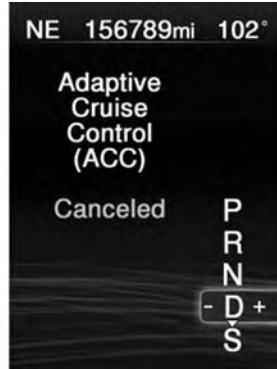 NE 156789mi 102°
Adaptive
Cruise
Control
(ACC)
Canceled
P
R
N
- D +
S